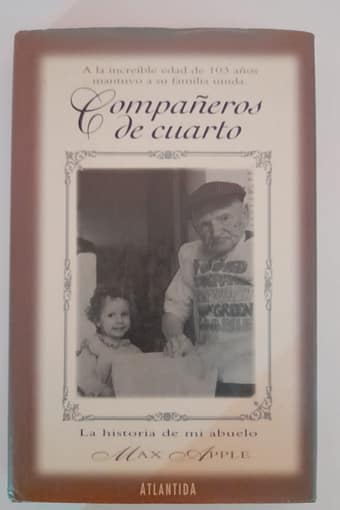 A la increíble edad de 103 años
mantuvo a su familia unida.
Compañeros
de cuarto
GREEN
La historia de mi abuelo
MAX APPLE
ATLANTIDA